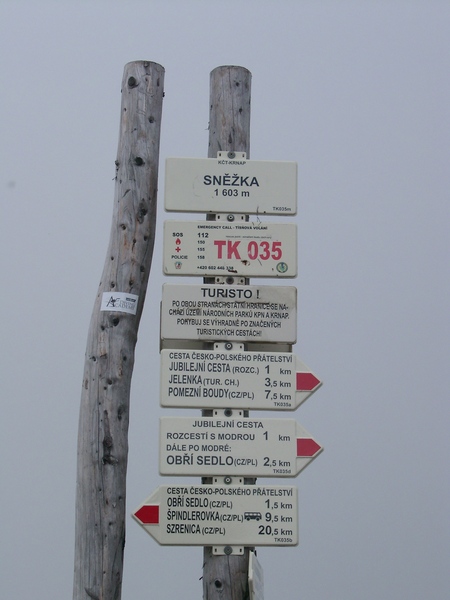 KČT-KRNAP
SNĚŽKA
1 603 m
TK035m
EMERGENCY CALL - TÍSŇOVÁ VOLÁNÍ
SOS 112
150
155
POLICIE 158
TK 035
TURISTO !
PO OBOU STRANÁCH STÁTNÍ HRANICE SE NA-
CHÁZÍ ÚZEMÍ NÁRODNÍCH PARKŮ KPN A KRNAP.
POHYBUJ SE VÝHRADNĚ PO ZNAČENÝCH
TURISTICKÝCH CESTÁCH!
CESTA ČESKO-POLSKÉHO PŘÁTELSTVÍ
JUBILEJNÍ CESTA (ROZC.) 1 km
JELENKA (TUR. CH.) 3,5 km
POMEZNÍ BOUDY (CZ/PL) 7,5 km
TK035a
JUBILEJNÍ CESTA
ROZCESTÍ S MODROU 1 km
DÁLE PO MODRÉ:
OBŘÍ SEDLO (CZ/PL) 2,5 km
TK035d
CESTA ČESKO-POLSKÉHO PŘÁTELSTVÍ
OBŘÍ SEDLO (CZ/PL) 1,5 km
ŠPINDLEROVKA (CZ/PL) 9,5 km
SZRENICA (CZ/PL) 20,5 km
TK035b